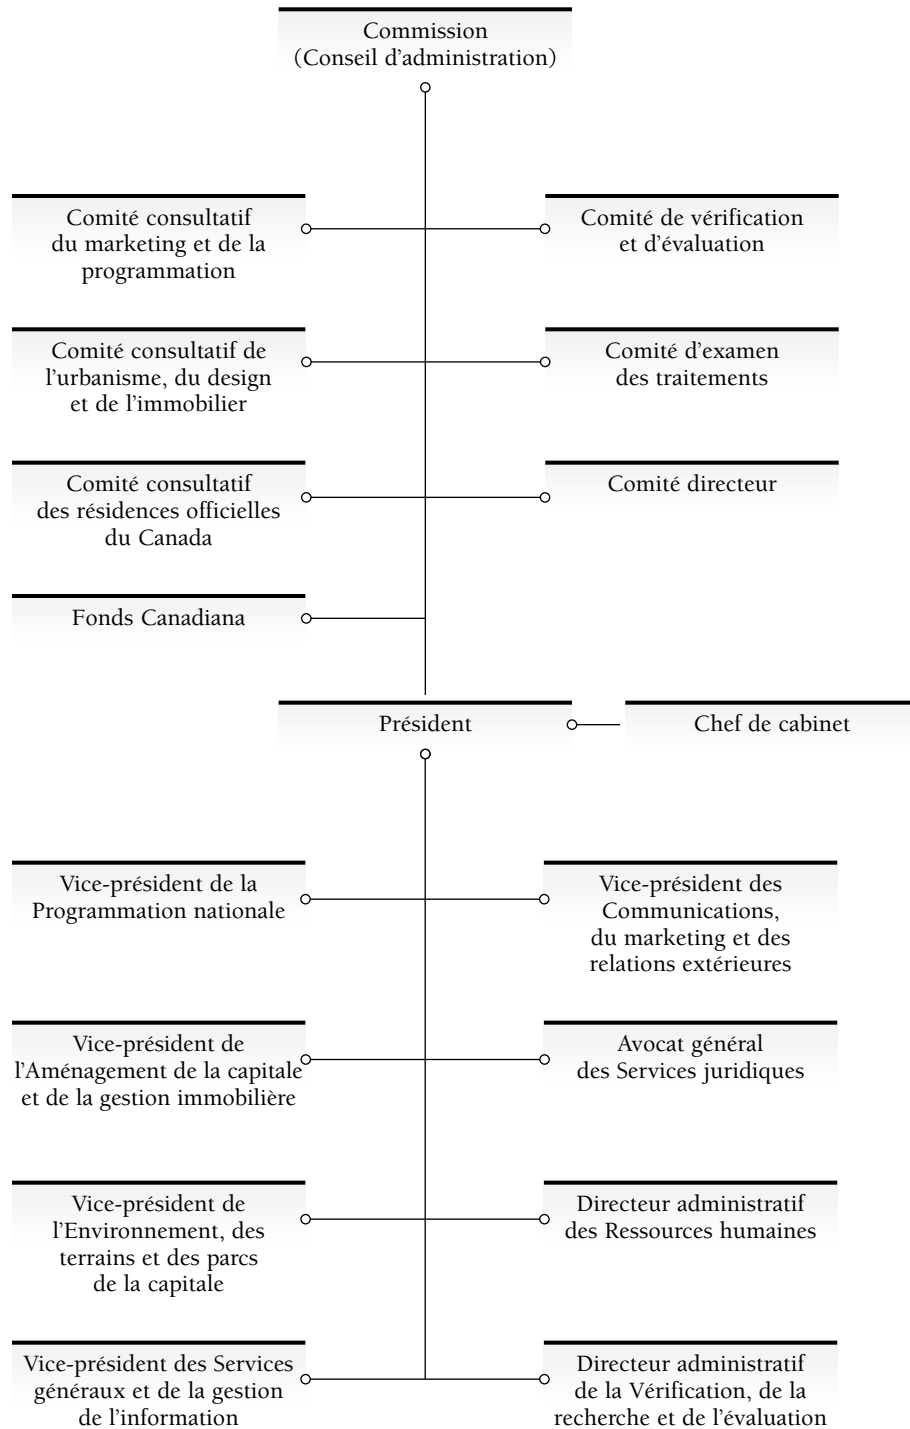 Commission
(Conseil d'administration)
Comité consultatif
du marketing et de la
programmation
Comité de vérification
et d'évaluation
Comité consultatif de
l'urbanisme, du design
et de l'immobilier
Comité d'examen
des traitements
Comité consultatif
des résidences officielles
du Canada
Comité directeur
Fonds Canadiana
Président
Chef de cabinet
Vice-président de la
Programmation nationale
Vice-président des
Communications,
du marketing et des
relations extérieures
Vice-président de
l'Aménagement de la capitale
et de la gestion immobilière
Avocat général
des Services juridiques
Vice-président de
l'Environnement, des
terrains et des parcs
de la capitale
Directeur administratif
des Ressources humaines
Vice-président des Services
généraux et de la gestion
de l'information
Directeur administratif
de la Vérification, de la
recherche et de l'évaluation